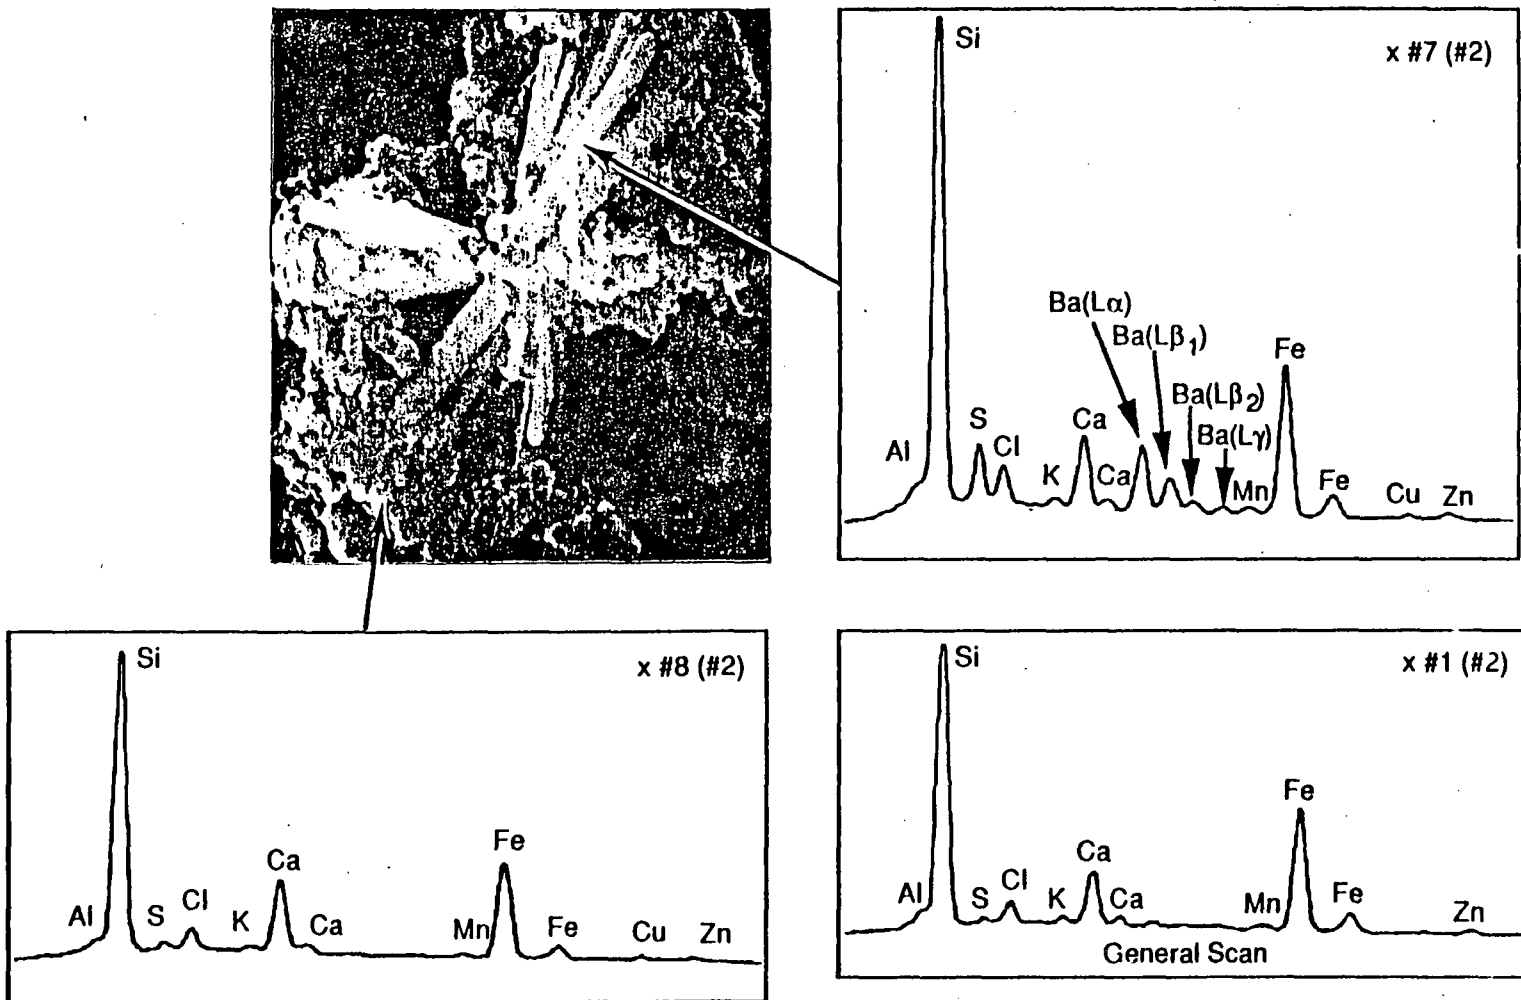 Si
x #7 (#2)
Ba(Lα)
Ba(Lβ1)
Fe
Ba(Lβ2)
S
Ca
Ba(Lγ)
Al
Cl
K
Ca
Mn
Fe
Cu
Zn
Si
x #8 (#2)
Fe
Ca
Al
S
Cl
K
Ca
Mn
Fe
Cu
Zn
Si
x #1 (#2)
Fe
Ca
Al
S
Cl
K
Ca
Mn
Fe
Zn
General Scan